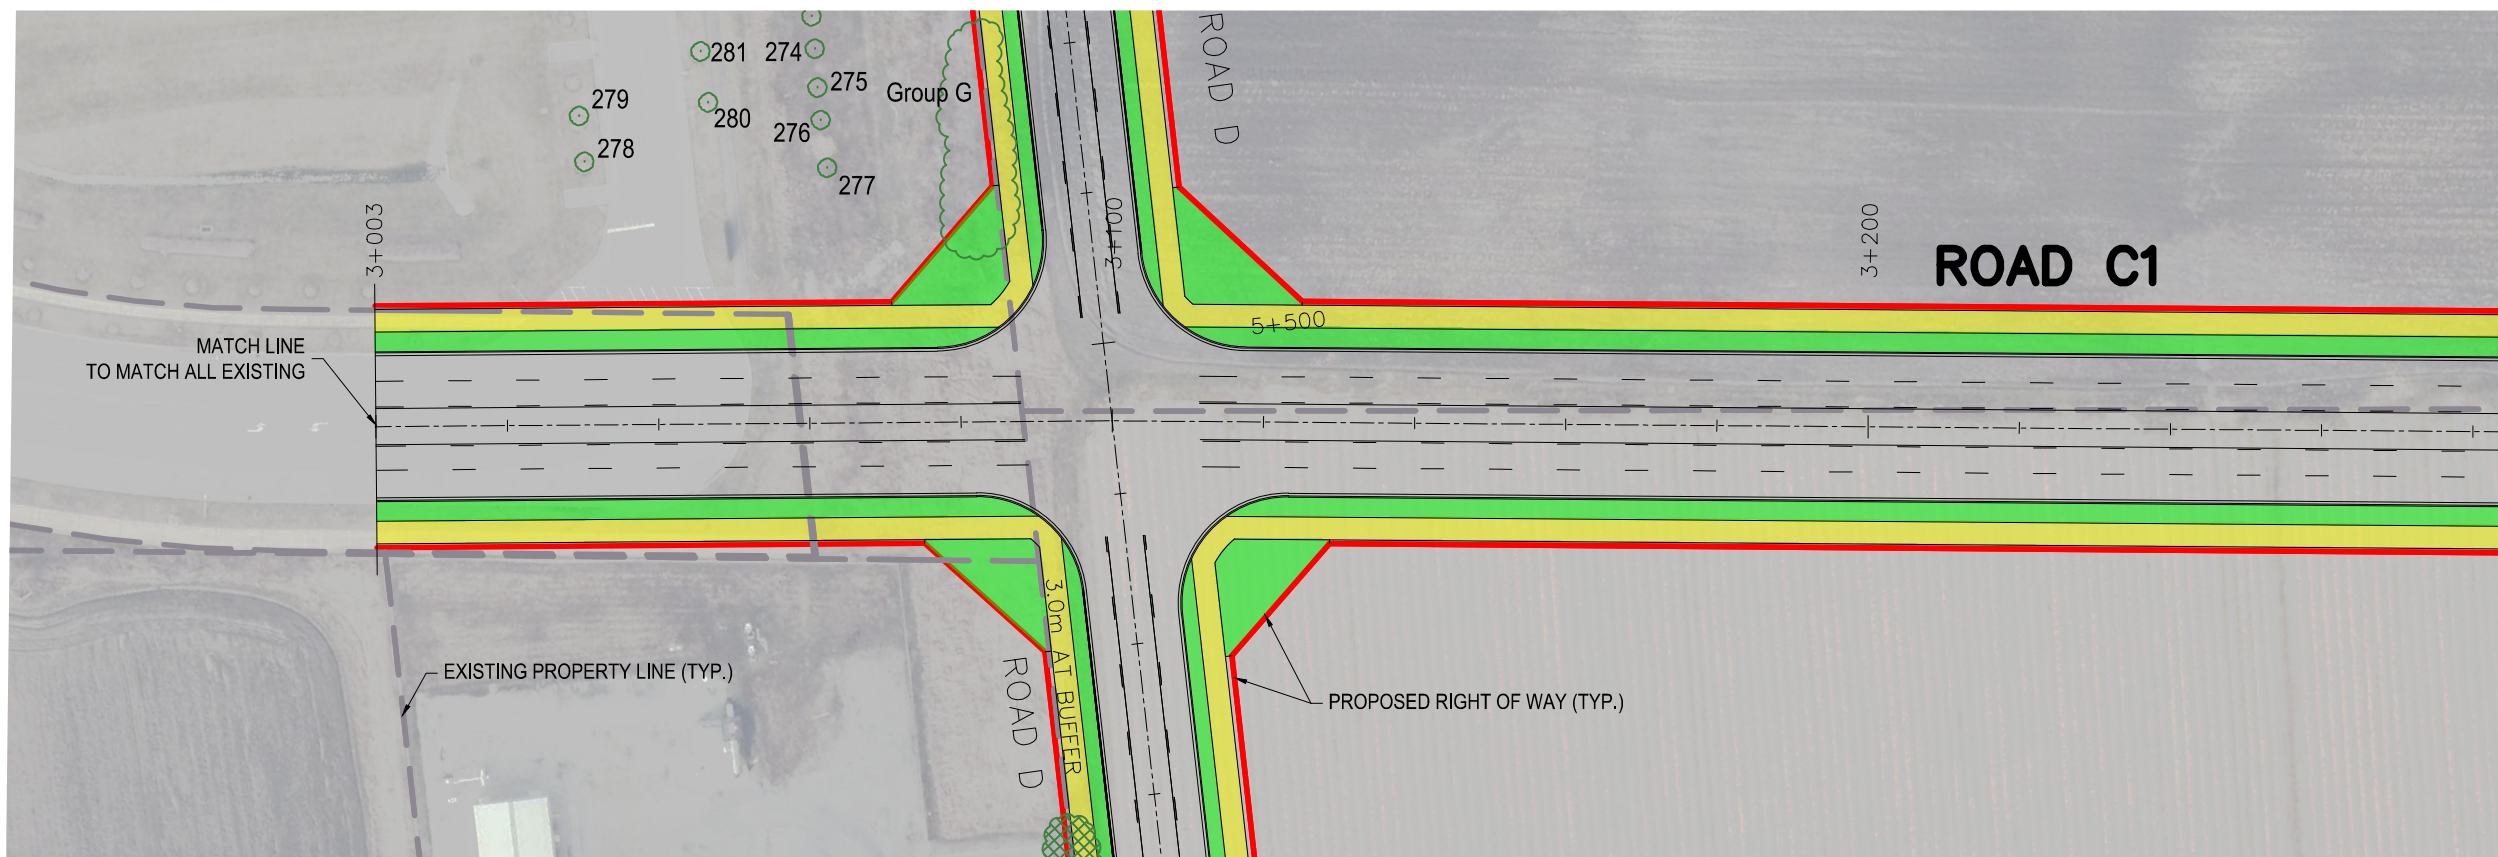 ROAD D
281
274
275
Group G
279
280
276
278
277
3+003
3+100
3+200
ROAD C1
5+500
MATCH LINE
TO MATCH ALL EXISTING
EXISTING PROPERTY LINE (TYP.)
3.0m AT BUFFER
ROAD D
PROPOSED RIGHT OF WAY (TYP.)